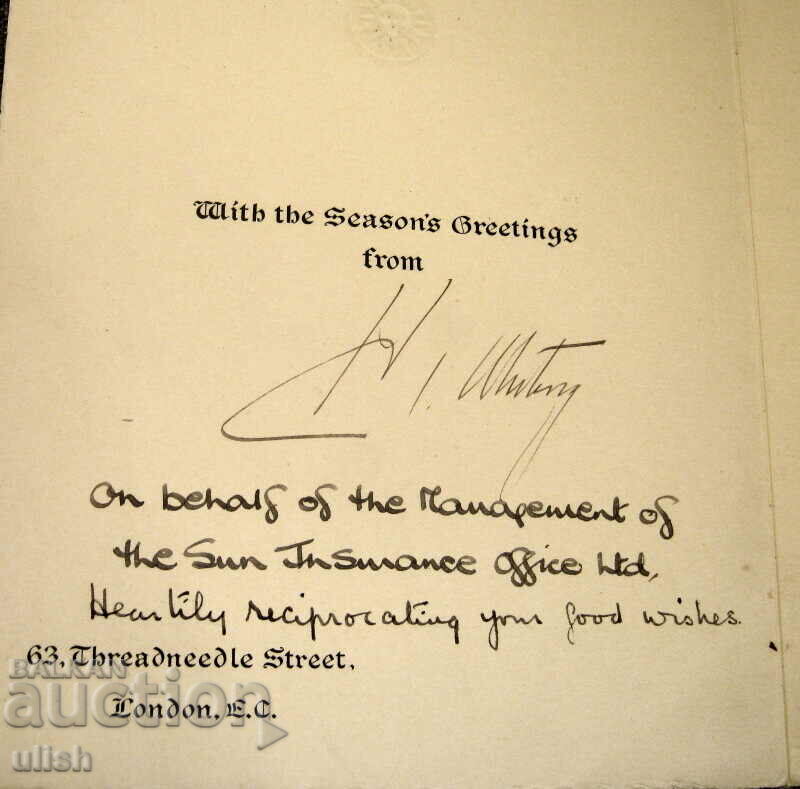 With the Season's Greetings
from
On behalf of the Management of
the Sun Insurance Office Ltd,
Heartily reciprocating your good wishes.
63, Threadneedle Street,
London, E.C.
BALKAN
auction
ulish